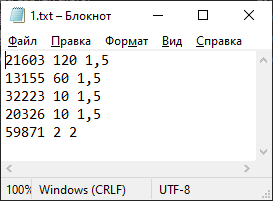 1.txt – Блокнот
Файл Правка Формат Вид Справка
21603 120 1,5
13155 60 1,5
32223 10 1,5
20326 10 1,5
59871 2 2
100% Windows (CRLF) UTF-8